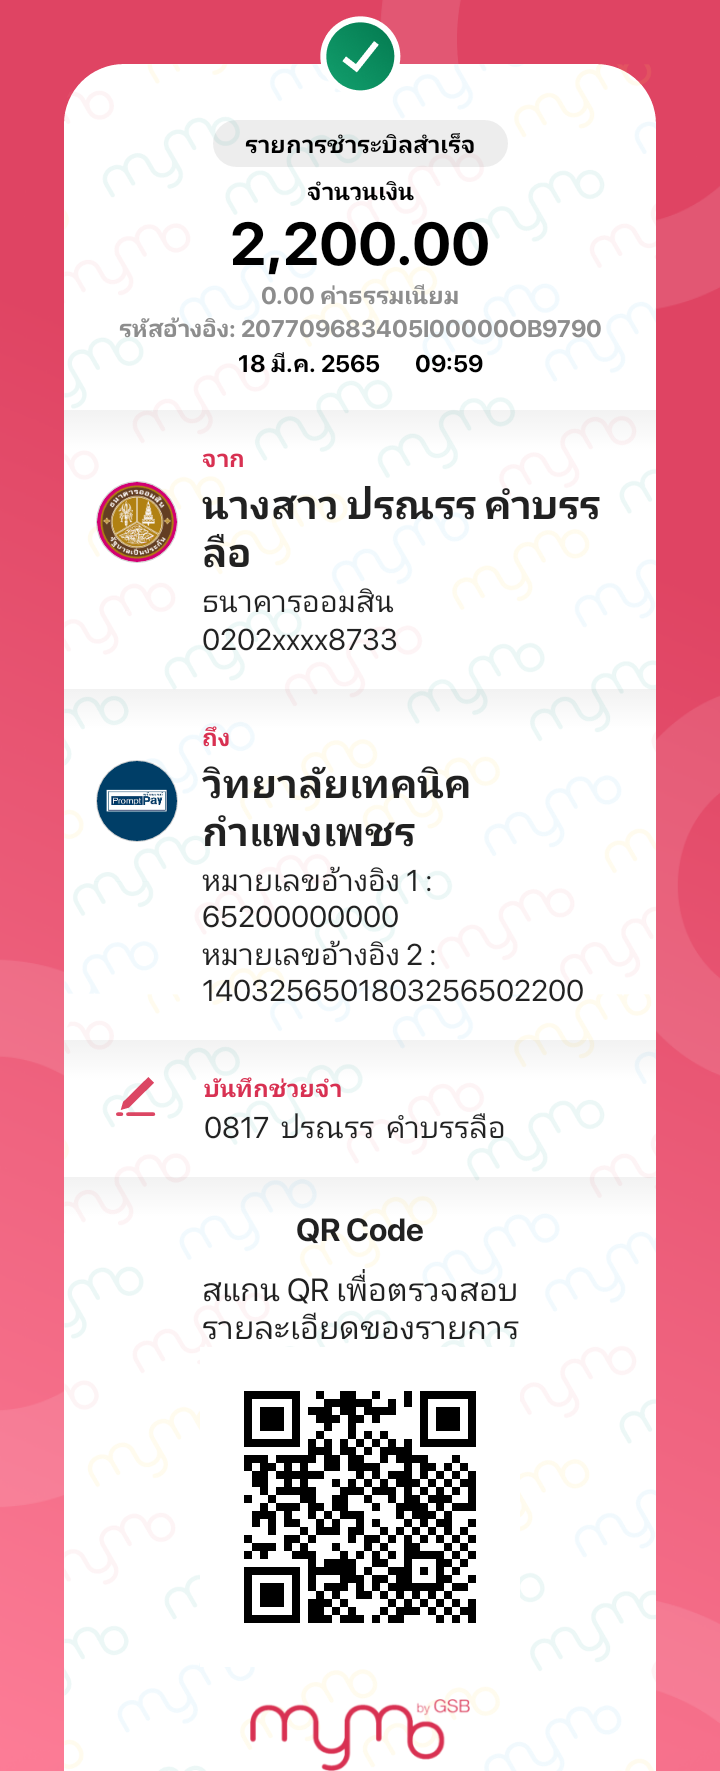 รายการชำระบิลสำเร็จ
จำนวนเงิน
2,200.00
0.00 ค่าธรรมเนียม
รหัสอ้างอิง: 207709683405I00000OB9790
18 มี.ค. 2565 09:59
จาก
นางสาว ปรณรร คำบรร
ลือ
ธนาคารออมสิน
0202xxxx8733
ถึง
PromptPay
วิทยาลัยเทคนิค
กำแพงเพชร
หมายเลขอ้างอิง 1 :
65200000000
หมายเลขอ้างอิง 2 :
1403256501803256502200
บันทึกช่วยจำ
0817 ปรณรร คำบรรลือ
QR Code
สแกน QR เพื่อตรวจสอบ
รายละเอียดของรายการ
mymo by GSB